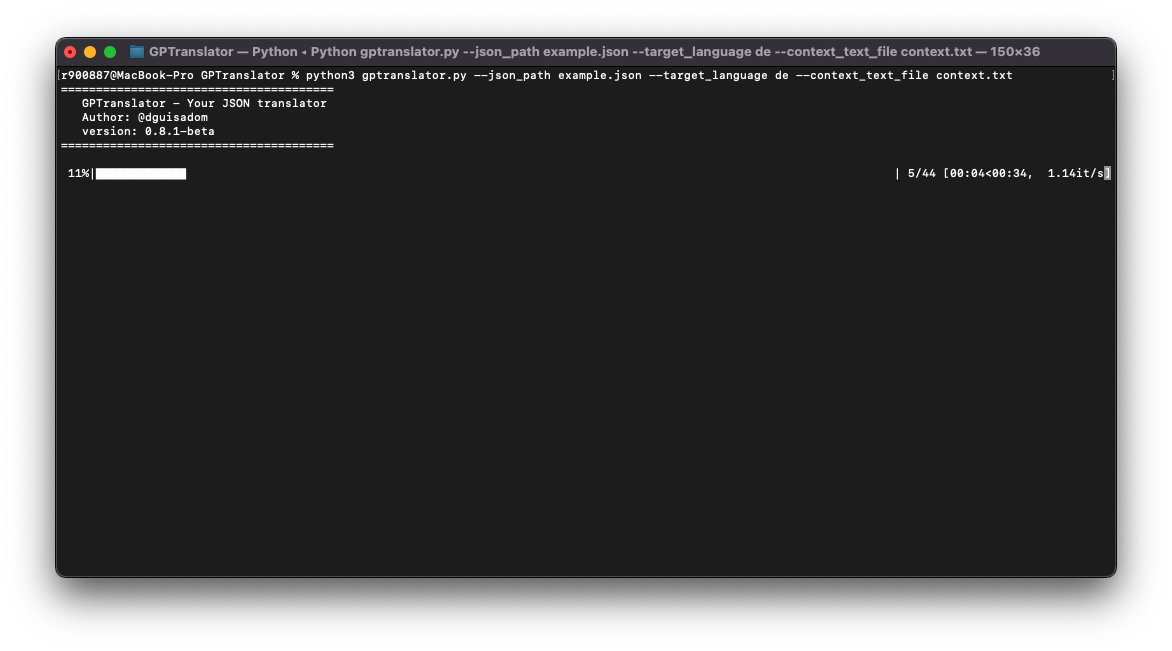 GPTranslator — Python ◂ Python gptranslator.py --json_path example.json --target_language de --context_text_file context.txt — 150×36
[r900887@MacBook-Pro GPTranslator % python3 gptranslator.py --json_path example.json --target_language de --context_text_file context.txt ]
=======================================
GPTranslator - Your JSON translator
Author: @dguisadom
version: 0.8.1-beta
=======================================
11%|█████████████ | 5/44 [00:04<00:34, 1.14it/s]